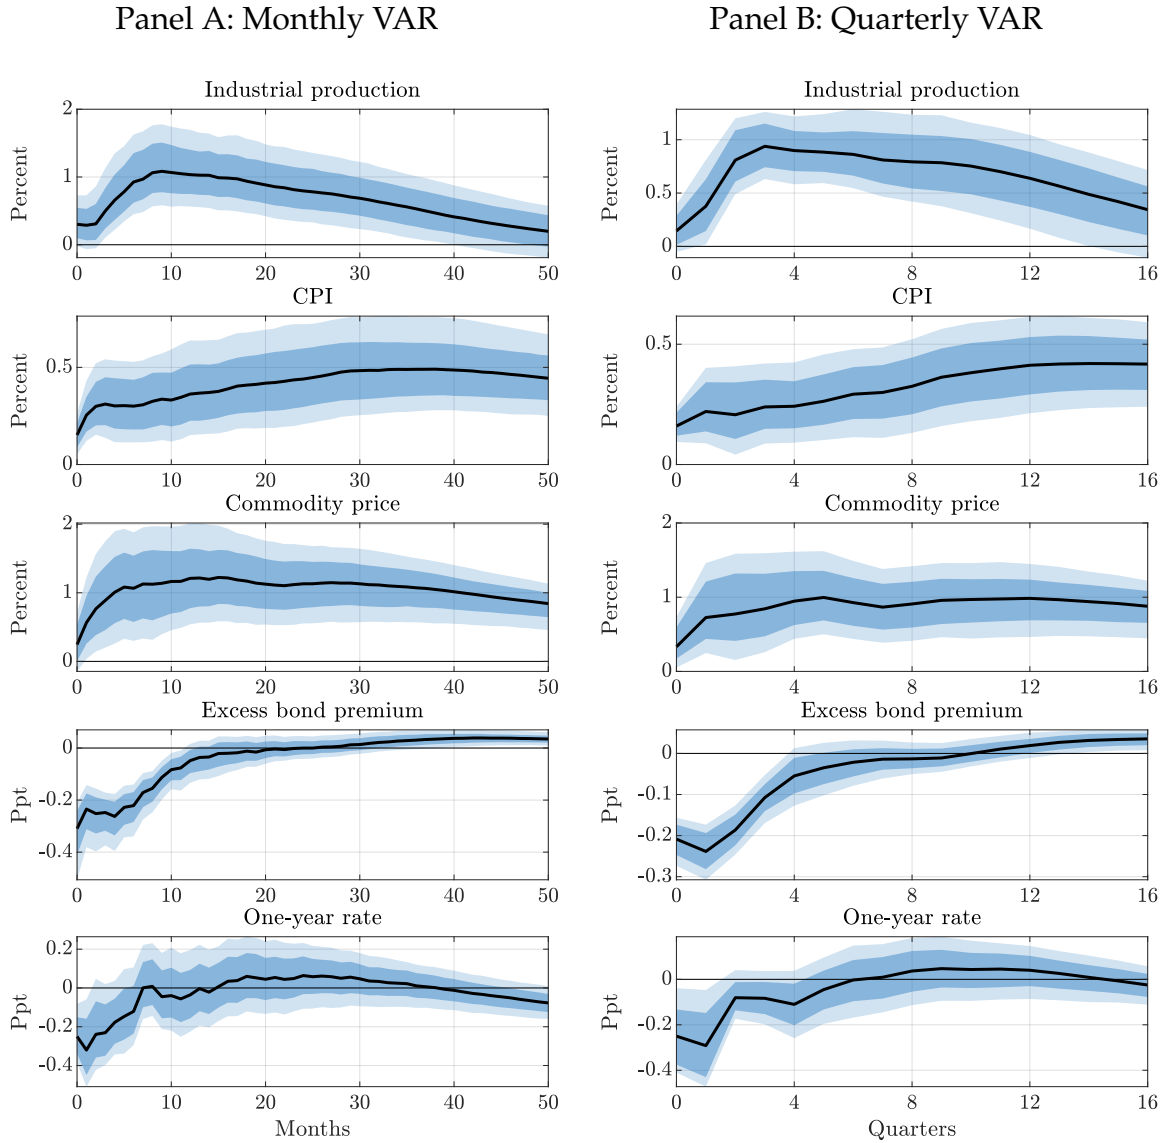 Panel A: Monthly VAR
Industrial production
Percent
2
1
0
0 10 20 30 40 50
CPI
Percent
0.5
0
0 10 20 30 40 50
Commodity price
Percent
2
1
0
0 10 20 30 40 50
Excess bond premium
Ppt
0
-0.2
-0.4
0 10 20 30 40 50
One-year rate
Ppt
0.2
0
-0.2
-0.4
0 10 20 30 40 50
Months
Panel B: Quarterly VAR
Industrial production
Percent
1
0.5
0
0 4 8 12 16
CPI
Percent
0.5
0
0 4 8 12 16
Commodity price
Percent
2
1
0
0 4 8 12 16
Excess bond premium
Ppt
0
-0.1
-0.2
-0.3
0 4 8 12 16
One-year rate
Ppt
0
-0.2
-0.4
0 4 8 12 16
Quarters